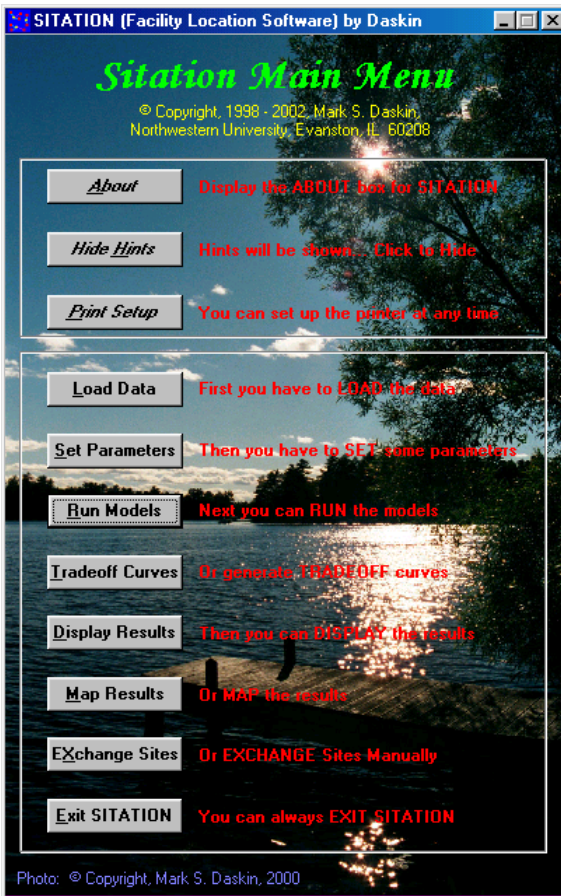 SITATION (Facility Location Software) by Daskin
Sitation Main Menu
© Copyright, 1998 - 2002, Mark S. Daskin,
Northwestern University, Evanston, IL 60208
About Display the ABOUT box for SITATION
Hide Hints Hints will be shown... Click to Hide
Print Setup You can set up the printer at any time
Load Data First you have to LOAD the data
Set Parameters Then you have to SET some parameters
Run Models Next you can RUN the models
Tradeoff Curves Or generate TRADEOFF curves
Display Results Then you can DISPLAY the results
Map Results Or MAP the results
EXchange Sites Or EXCHANGE Sites Manually
Exit SITATION You can always EXIT SITATION
Photo: © Copyright, Mark S. Daskin, 2000